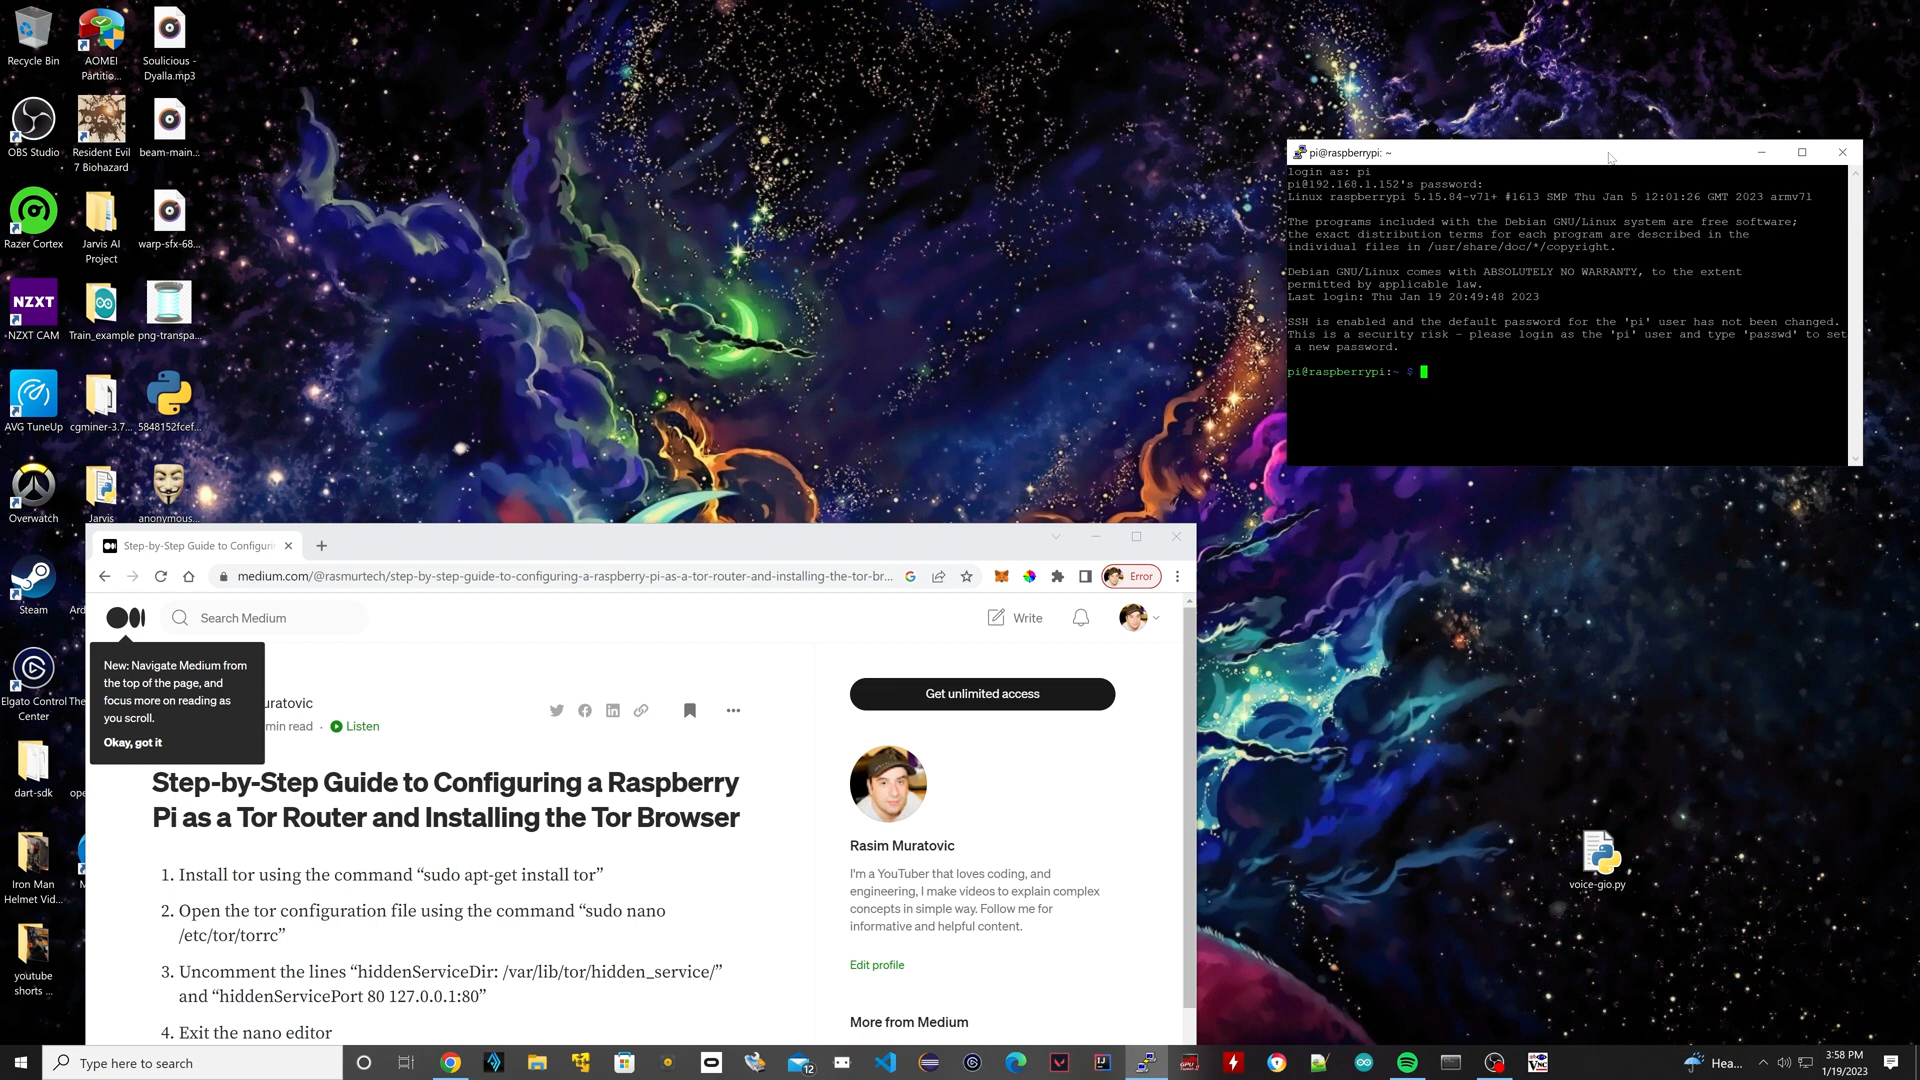 Recycle Bin
AOMEI
Partitio...
Soulicious -
Dyalla.mp3
OBS Studio
Resident Evil
7 Biohazard
beam-main...
Razer Cortex
Jarvis AI
Project
warp-sfx-68...
NZXT
NZXT CAM
Train_example
png-transpa...
AVG TuneUp
cgminer-3.7...
5848152fcef...
Overwatch
Jarvis
anonymous...
Steam
Ard
Elgato Control
Center
The
dart-sdk
ope
Iron Man
Helmet Vid...
M
youtube
shorts ...
pi@raspberrypi: ~
login as: pi
pi@192.168.1.152's password:
Linux raspberrypi 5.15.84-v7l+ #1613 SMP Thu Jan 5 12:01:26 GMT 2023 armv7l
The programs included with the Debian GNU/Linux system are free software;
the exact distribution terms for each program are described in the
individual files in /usr/share/doc/*/copyright.
Debian GNU/Linux comes with ABSOLUTELY NO WARRANTY, to the extent
permitted by applicable law.
Last login: Thu Jan 19 20:49:48 2023
SSH is enabled and the default password for the 'pi' user has not been changed.
This is a security risk - please login as the 'pi' user and type 'passwd' to set
a new password.
pi@raspberrypi:~ $
Step-by-Step Guide to Configurin
medium.com/@rasmurtech/step-by-step-guide-to-configuring-a-raspberry-pi-as-a-tor-router-and-installing-the-tor-br...
Error
Search Medium
Write
New: Navigate Medium from
the top of the page, and
focus more on reading as
you scroll.
Okay, got it
uratovic
min read · Listen
Step-by-Step Guide to Configuring a Raspberry
Pi as a Tor Router and Installing the Tor Browser
1. Install tor using the command “sudo apt-get install tor”
2. Open the tor configuration file using the command “sudo nano
/etc/tor/torrc”
3. Uncomment the lines “hiddenServiceDir: /var/lib/tor/hidden_service/”
and “hiddenServicePort 80 127.0.0.1:80”
4. Exit the nano editor
Get unlimited access
Rasim Muratovic
I'm a YouTuber that loves coding, and
engineering, I make videos to explain complex
concepts in simple way. Follow me for
informative and helpful content.
Edit profile
More from Medium
voice-gio.py
Type here to search
12
Hea...
3:58 PM
1/19/2023